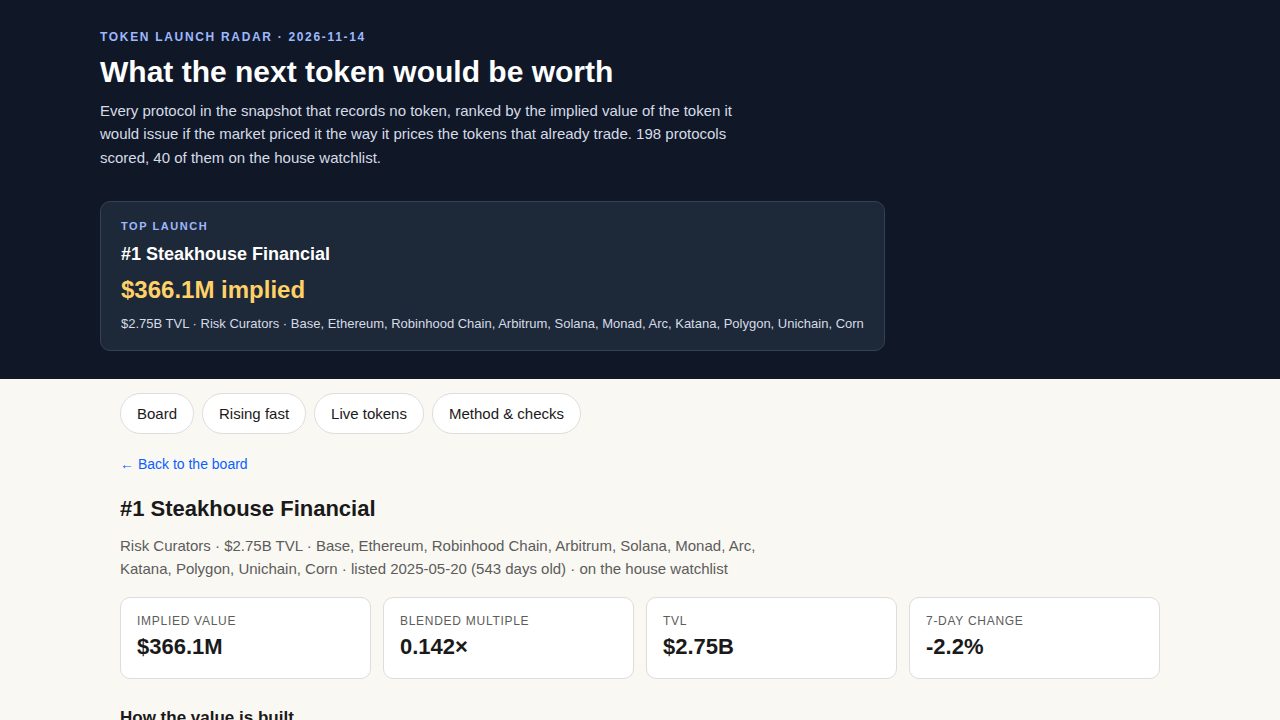 TOKEN LAUNCH RADAR · 2026-11-14
What the next token would be worth
Every protocol in the snapshot that records no token, ranked by the implied value of the token it
would issue if the market priced it the way it prices the tokens that already trade. 198 protocols
scored, 40 of them on the house watchlist.
TOP LAUNCH
#1 Steakhouse Financial
$366.1M implied
$2.75B TVL · Risk Curators · Base, Ethereum, Robinhood Chain, Arbitrum, Solana, Monad, Arc, Katana, Polygon, Unichain, Corn
Board
Rising fast
Live tokens
Method & checks
← Back to the board
#1 Steakhouse Financial
Risk Curators · $2.75B TVL · Base, Ethereum, Robinhood Chain, Arbitrum, Solana, Monad, Arc,
Katana, Polygon, Unichain, Corn · listed 2025-05-20 (543 days old) · on the house watchlist
IMPLIED VALUE
$366.1M
BLENDED MULTIPLE
0.142×
TVL
$2.75B
7-DAY CHANGE
-2.2%
How the value is built